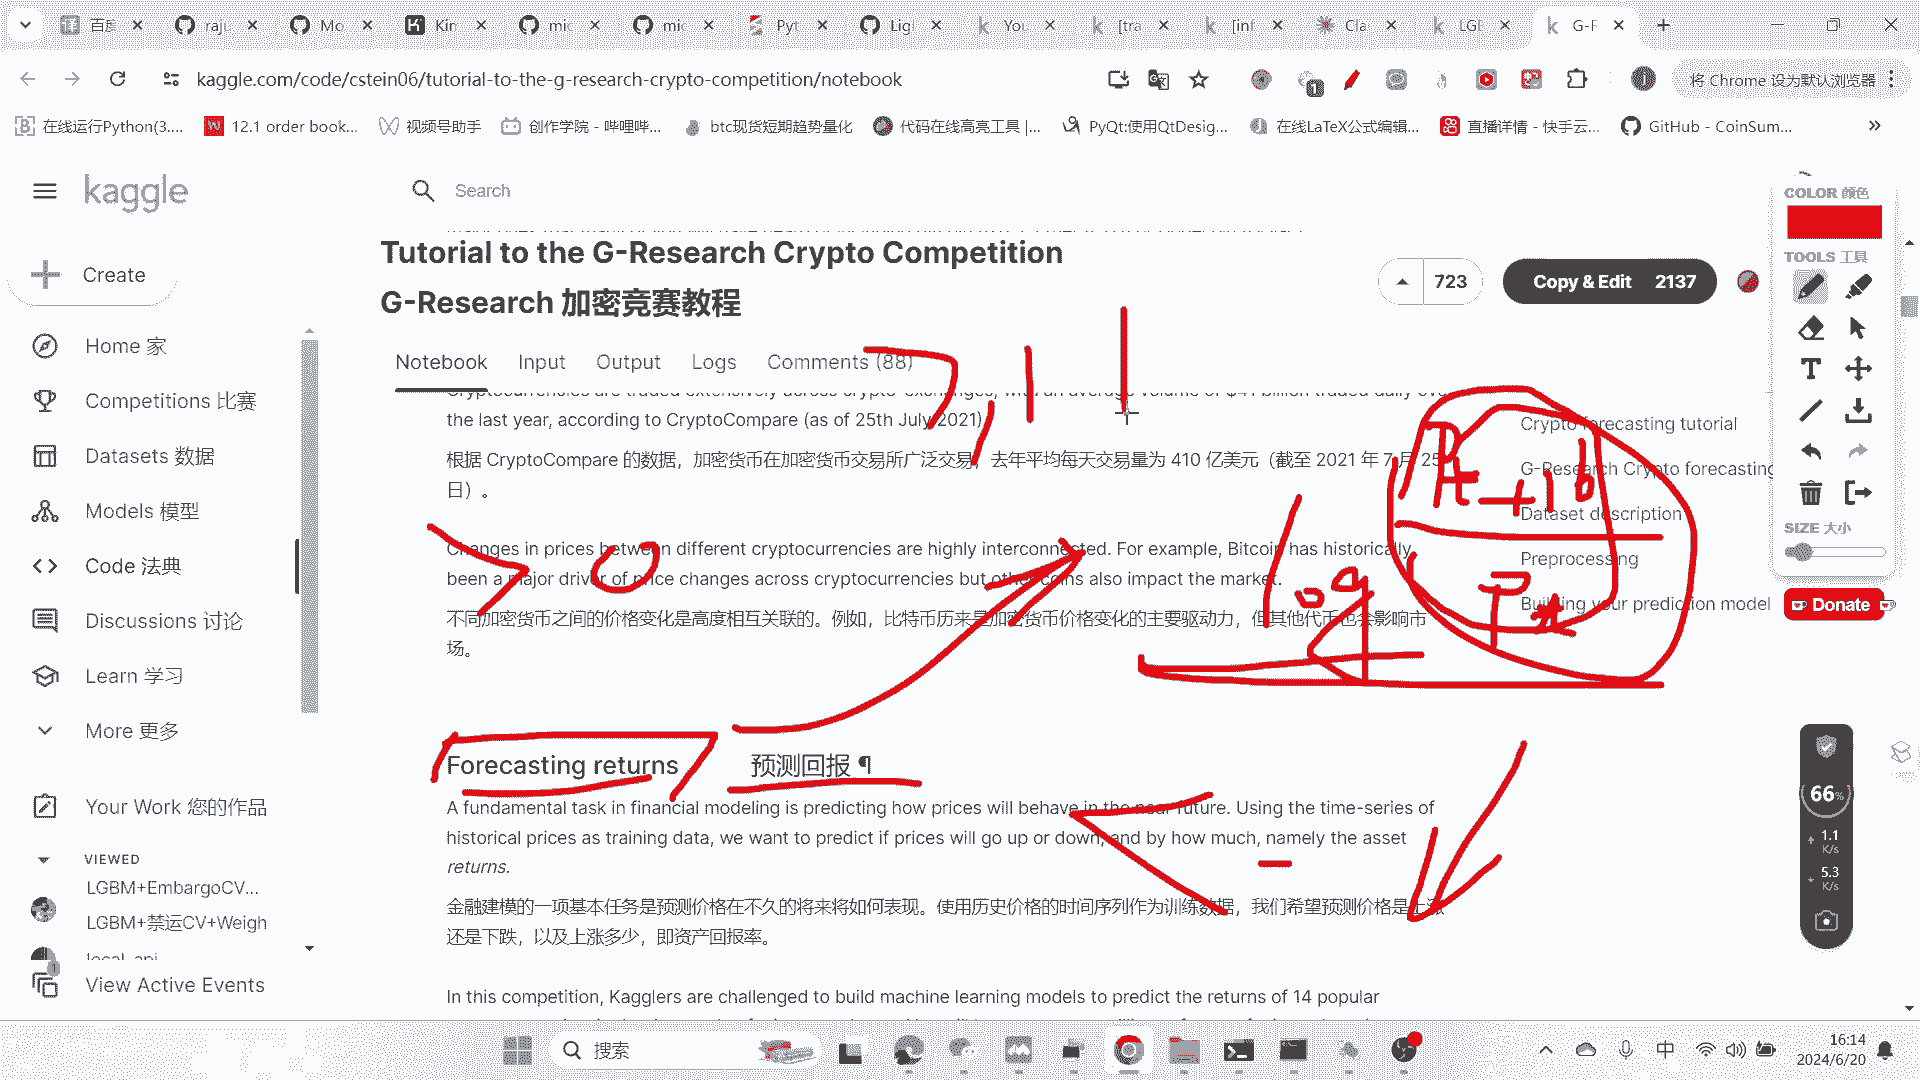 百度
raju
Mo
Kin
mic
mic
Pyt
Ligl
You
[tra
[inf
Cla
LGE
G-F
kaggle.com/code/cstein06/tutorial-to-the-g-research-crypto-competition/notebook
将 Chrome 设为默认浏览器
在线运行Python(3....
12.1 order book...
视频号助手
创作学院 - 哔哩哔...
btc现货短期趋势量化
代码在线高亮工具 |...
PyQt:使用QtDesig...
在线LaTeX公式编辑...
直播详情 - 快手云...
GitHub - CoinSum...
kaggle
Search
Create
Home 家
Competitions 比赛
Datasets 数据
Models 模型
Code 法典
Discussions 讨论
Learn 学习
More 更多
Your Work 您的作品
VIEWED
LGBM+EmbargoCV...
LGBM+禁运CV+Weigh
local_api
View Active Events
Tutorial to the G-Research Crypto Competition
G-Research 加密竞赛教程
723
Copy & Edit 2137
Notebook Input Output Logs Comments (88)
Cryptocurrencies are traded extensively across crypto-exchanges, with an average volume of $41 billion traded daily over
the last year, according to CryptoCompare (as of 25th July 2021).
根据 CryptoCompare 的数据，加密货币在加密货币交易所广泛交易，去年平均每天交易量为 410 亿美元（截至 2021 年 7 月 25
日）。
Changes in prices between different cryptocurrencies are highly interconnected. For example, Bitcoin has historically
been a major driver of price changes across cryptocurrencies but other coins also impact the market.
不同加密货币之间的价格变化是高度相互关联的。例如，比特币历来是加密货币价格变化的主要驱动力，但其他代币也会影响市
场。
Forecasting returns 预测回报 ¶
A fundamental task in financial modeling is predicting how prices will behave in the near future. Using the time-series of
historical prices as training data, we want to predict if prices will go up or down, and by how much, namely the asset
returns.
金融建模的一项基本任务是预测价格在不久的将来将如何表现。使用历史价格的时间序列作为训练数据，我们希望预测价格是上涨
还是下跌，以及上涨多少，即资产回报率。
In this competition, Kagglers are challenged to build machine learning models to predict the returns of 14 popular
Crypto forecasting tutorial
G-Research Crypto forecasting
Dataset description
Preprocessing
Building your prediction model
> 0
log
Pt+16
Pt
COLOR 颜色
TOOLS 工具
T
SIZE 大小
Donate
66%
1.1
K/s
5.3
K/s
搜索
中
16:14
2024/6/20